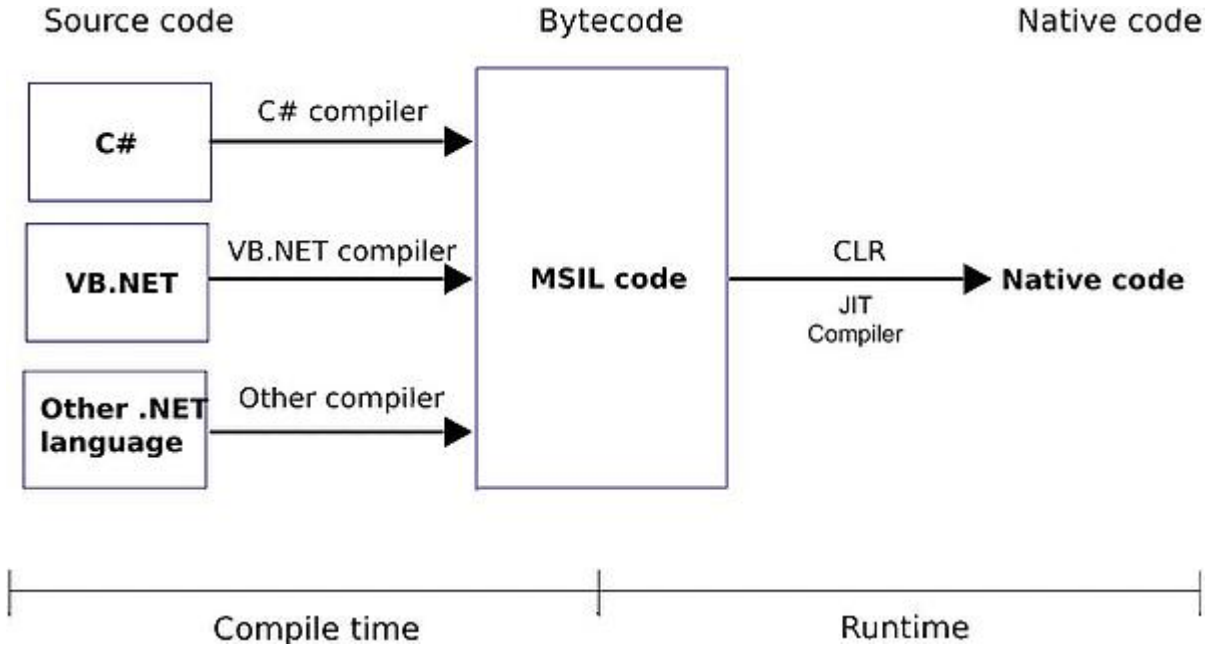 Source code
Bytecode
Native code
C#
C# compiler
VB.NET
VB.NET compiler
MSIL code
CLR
JIT
Compiler
Native code
Other .NET
language
Other compiler
Compile time
Runtime